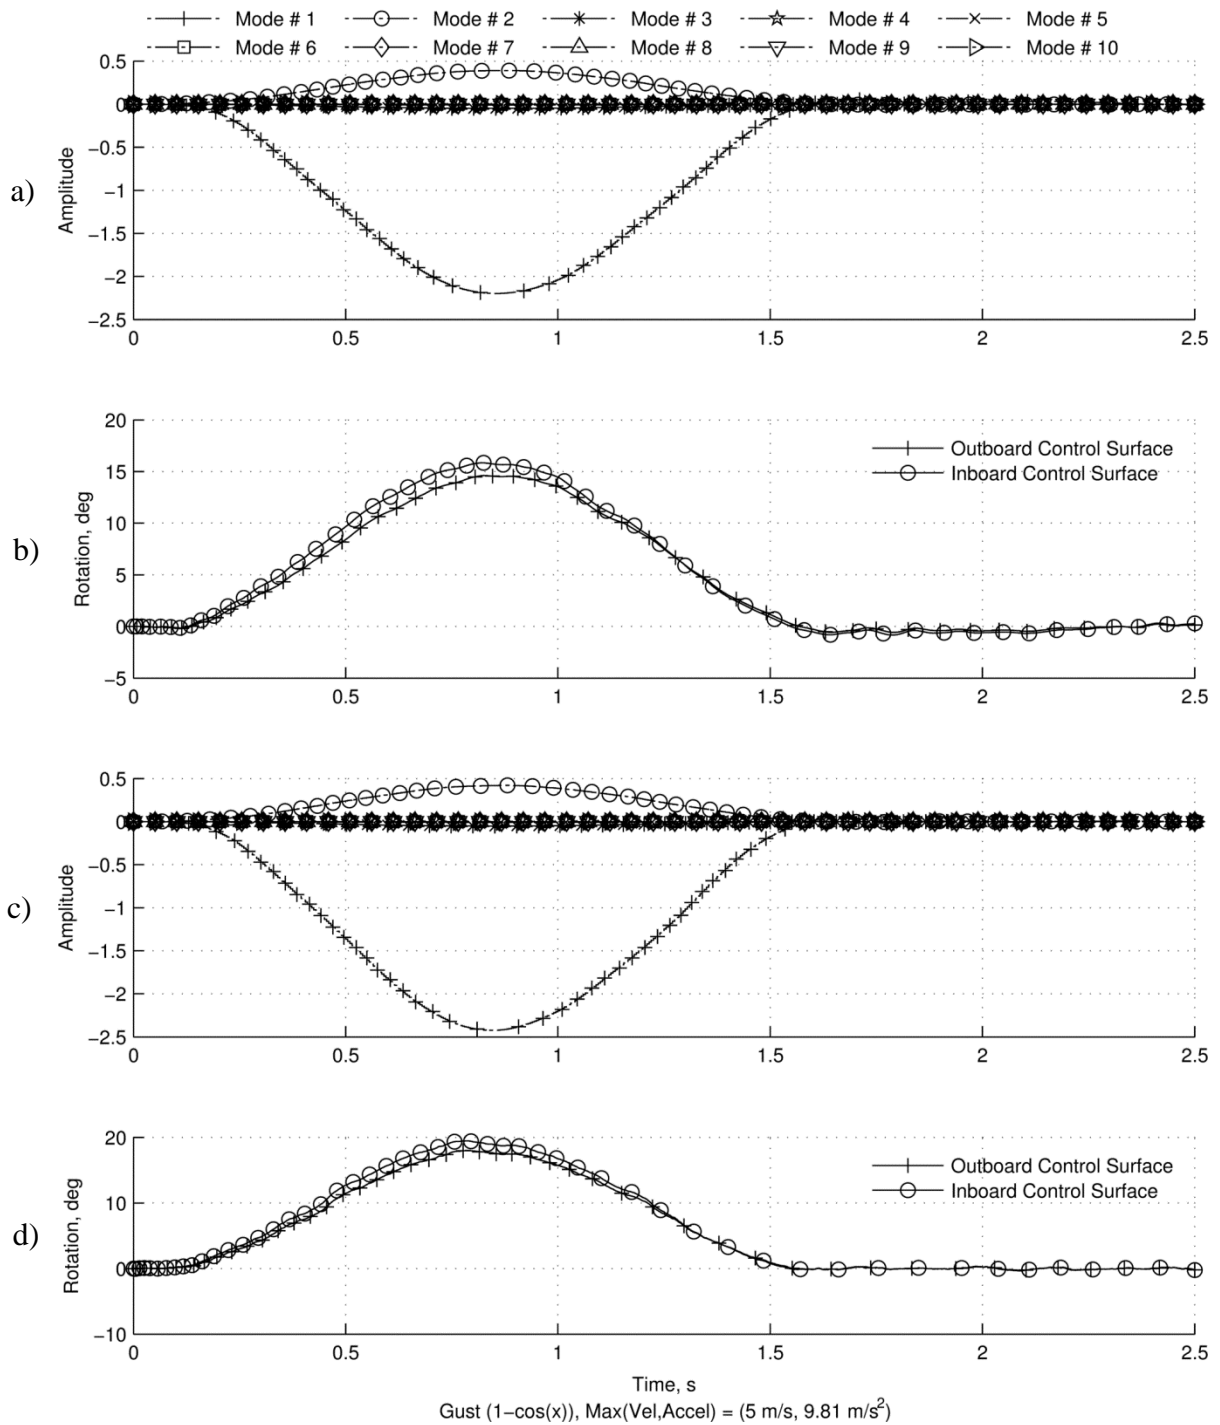 Mode # 1 Mode # 2 Mode # 3 Mode # 4 Mode # 5
Mode # 6 Mode # 7 Mode # 8 Mode # 9 Mode # 10
a)
Amplitude
0.5
0
−0.5
−1
−1.5
−2
−2.5
0 0.5 1 1.5 2 2.5
b)
Rotation, deg
20
15
10
5
0
−5
Outboard Control Surface
Inboard Control Surface
0 0.5 1 1.5 2 2.5
c)
Amplitude
0.5
0
−0.5
−1
−1.5
−2
−2.5
0 0.5 1 1.5 2 2.5
d)
Rotation, deg
20
10
0
−10
Outboard Control Surface
Inboard Control Surface
0 0.5 1 1.5 2 2.5
Time, s
Gust (1−cos(x)), Max(Vel,Accel) = (5 m/s, 9.81 m/s²)